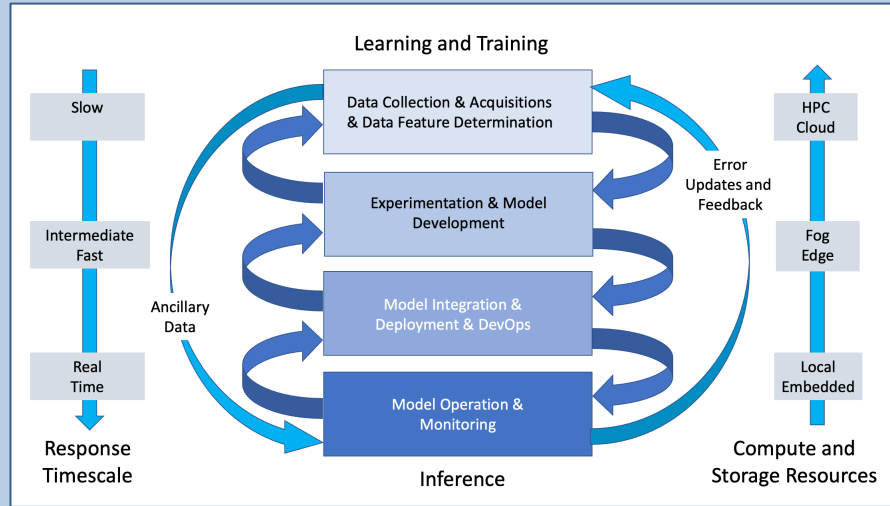 Learning and Training
Slow
Intermediate
Fast
Real
Time
Response
Timescale
Ancillary
Data
Data Collection & Acquisitions
& Data Feature Determination
Experimentation & Model
Development
Model Integration &
Deployment & DevOps
Model Operation &
Monitoring
Inference
Error
Updates and
Feedback
HPC
Cloud
Fog
Edge
Local
Embedded
Compute and
Storage Resources